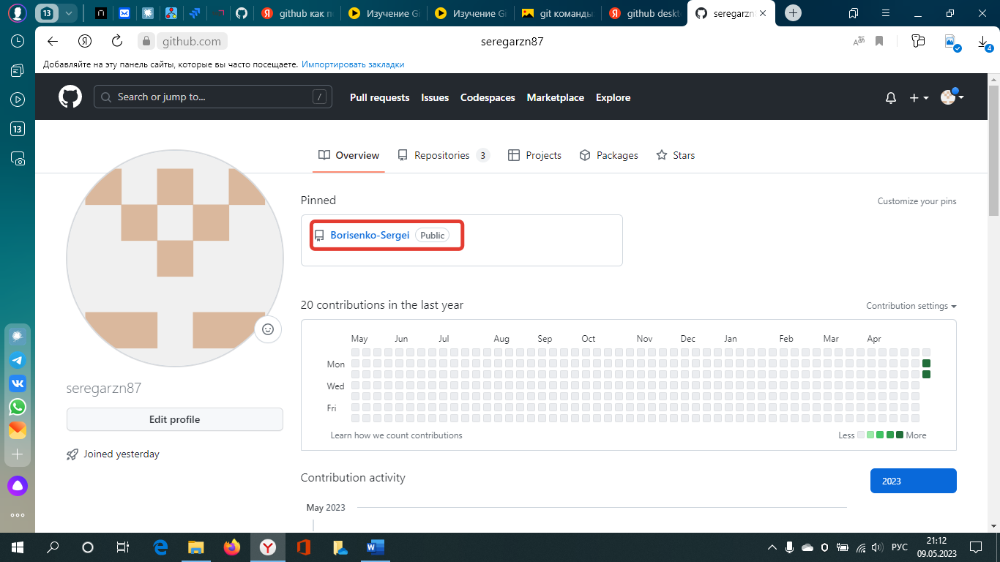 13
github как п
Изучение Gi
Изучение Gi
git команды
github deskt
seregarzn
github.com
seregarzn87
4
Добавляйте на эту панель сайты, которые вы часто посещаете. Импортировать закладки
13
Search or jump to...
/
Pull requests
Issues
Codespaces
Marketplace
Explore
Overview
Repositories 3
Projects
Packages
Stars
Pinned
Customize your pins
Borisenko-Sergei Public
20 contributions in the last year
Contribution settings
May Jun Jul Aug Sep Oct Nov Dec Jan Feb Mar Apr
Mon
Wed
Fri
Learn how we count contributions
Less More
seregarzn87
Edit profile
Joined yesterday
Contribution activity
2023
May 2023
РУС
21:12
09.05.2023